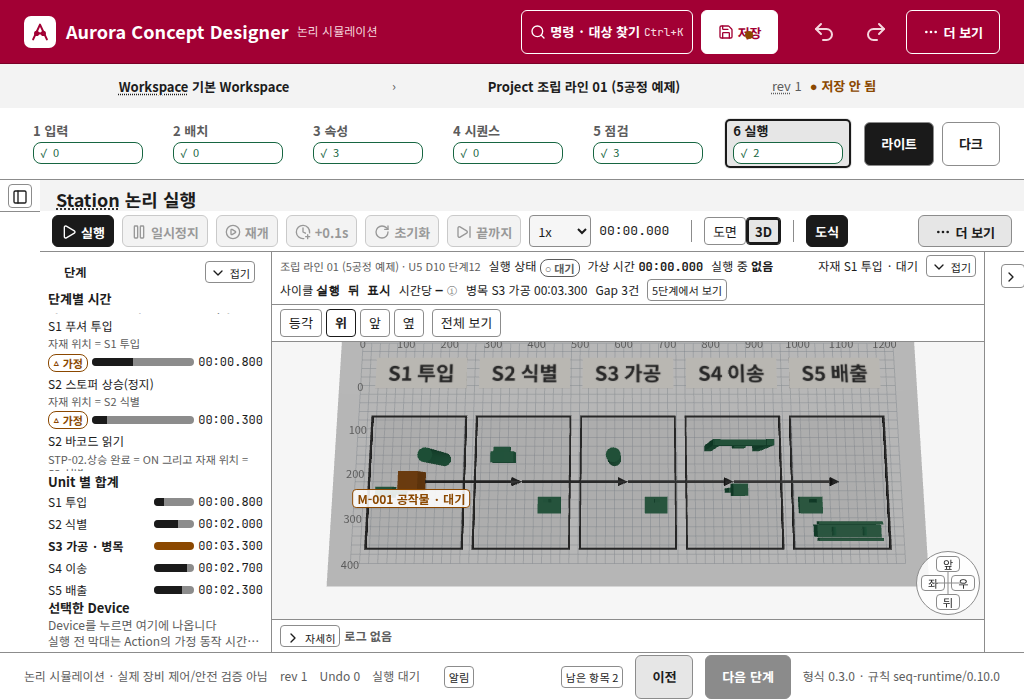 Aurora Concept Designer 논리 시뮬레이션 명령 · 대상 찾기 Ctrl+K 저장 ··· 더 보기
Workspace 기본 Workspace › Project 조립 라인 01 (5공정 예제) rev 1 ● 저장 안 됨
1 입력 2 배치 3 속성 4 시퀀스 5 점검 6 실행 라이트 다크
√ 0 √ 0 √ 3 √ 0 √ 3 √ 2
Station 논리 실행
실행 일시정지 재개 +0.1s 초기화 끝까지 1x 00:00.000 도면 3D 도식 ··· 더 보기
단계 접기
단계별 시간
S1 푸셔 투입
자재 위치 = S1 투입
▵ 가정 00:00.800
S2 스토퍼 상승(정지)
자재 위치 = S2 식별
▵ 가정 00:00.300
S2 바코드 읽기
STP-02.상승 완료 = ON 그리고 자재 위치 =
Unit 별 합계
S1 투입 00:00.800
S2 식별 00:02.000
S3 가공 · 병목 00:03.300
S4 이송 00:02.700
S5 배출 00:02.300
선택한 Device
Device를 누르면 여기에 나옵니다
실행 전 막대는 Action의 가정 동작 시간···
조립 라인 01 (5공정 예제) · U5 D10 단계12 실행 상태 ○ 대기 가상 시간 00:00.000 실행 중 없음 자재 S1 투입 · 대기 접기
사이클 실행 뒤 표시 시간당 – ⓘ 병목 S3 가공 00:03.300 Gap 3건 5단계에서 보기
등각 위 앞 옆 전체 보기
0 100 200 300 400 500 600 700 800 900 1000 1100 1200
S1 투입 S2 식별 S3 가공 S4 이송 S5 배출
0
100
200
300
400
M-001 공작물 · 대기
앞
좌 우
뒤
자세히 로그 없음
논리 시뮬레이션 · 실제 장비 제어/안전 검증 아님 rev 1 Undo 0 실행 대기 알림 남은 항목 2 이전 다음 단계 형식 0.3.0 · 규칙 seq-runtime/0.10.0